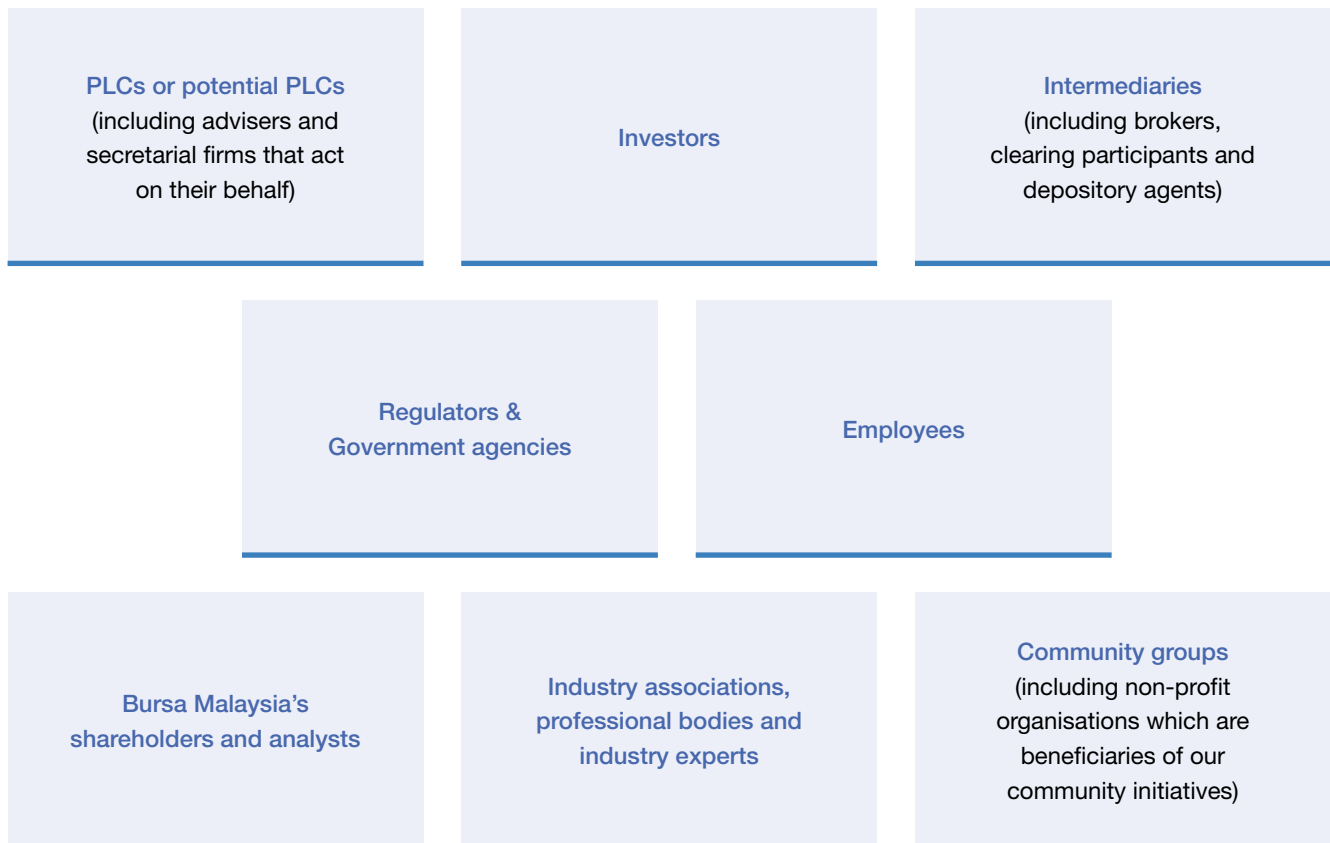 PLCs or potential PLCs
(including advisers and
secretarial firms that act
on their behalf)
Investors
Intermediaries
(including brokers,
clearing participants and
depository agents)
Regulators &
Government agencies
Employees
Bursa Malaysia’s
shareholders and analysts
Industry associations,
professional bodies and
industry experts
Community groups
(including non-profit
organisations which are
beneficiaries of our
community initiatives)